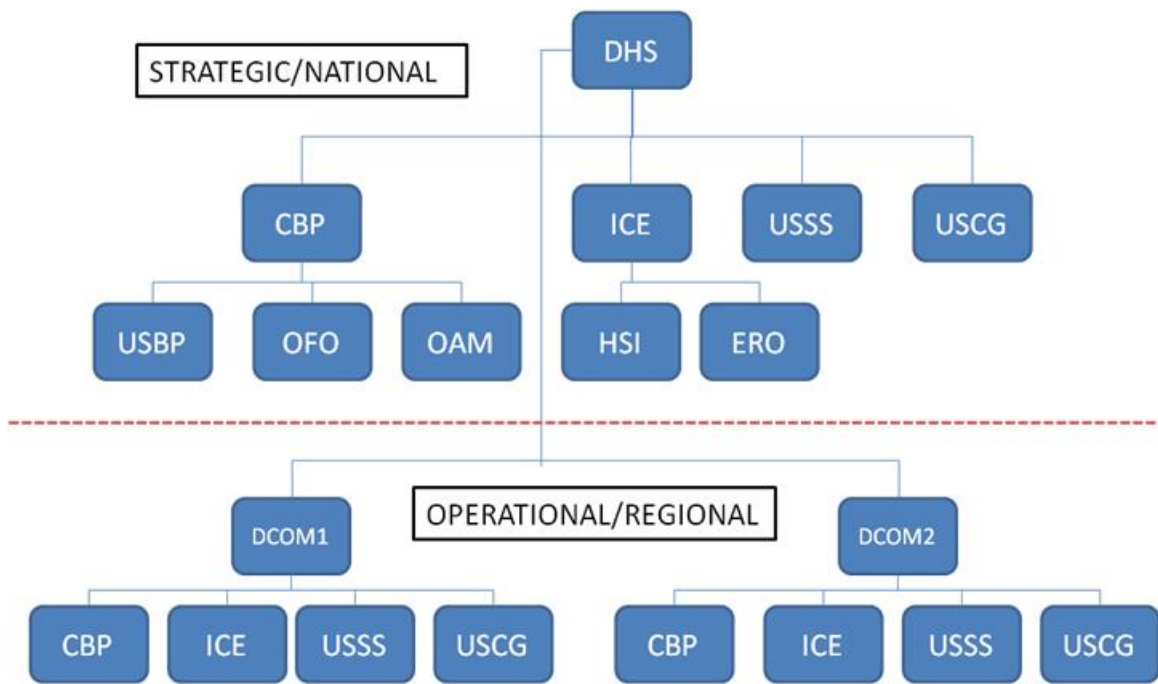 DHS
STRATEGIC/NATIONAL
CBP
ICE
USSS
USCG
USBP
OFO
OAM
HSI
ERO
OPERATIONAL/REGIONAL
DCOM1
DCOM2
CBP
ICE
USSS
USCG
CBP
ICE
USSS
USCG